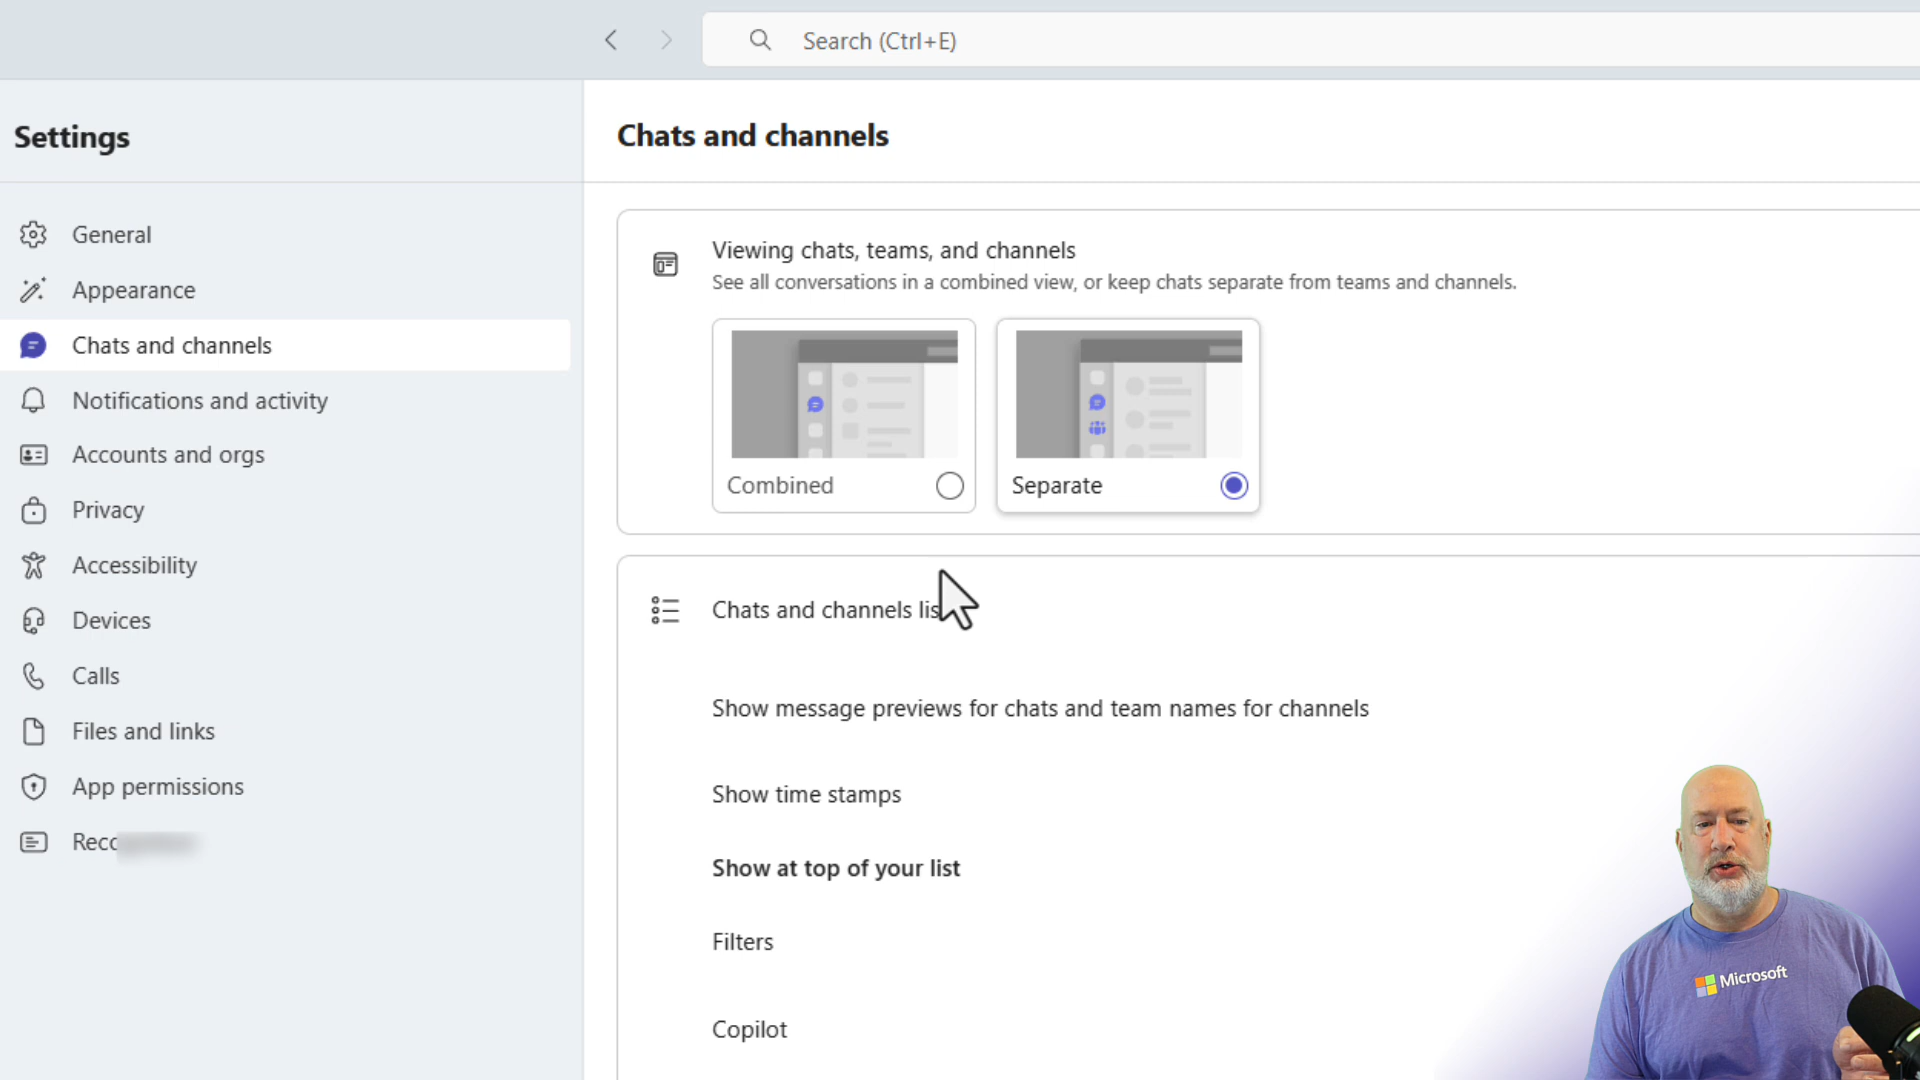 Search (Ctrl+E)
Settings
Chats and channels
General
Appearance
Chats and channels
Notifications and activity
Accounts and orgs
Privacy
Accessibility
Devices
Calls
Files and links
App permissions
Viewing chats, teams, and channels
See all conversations in a combined view, or keep chats separate from teams and channels.
Combined
Separate
Chats and channels lis
Show message previews for chats and team names for channels
Show time stamps
Show at top of your list
Filters
Copilot
Microsoft